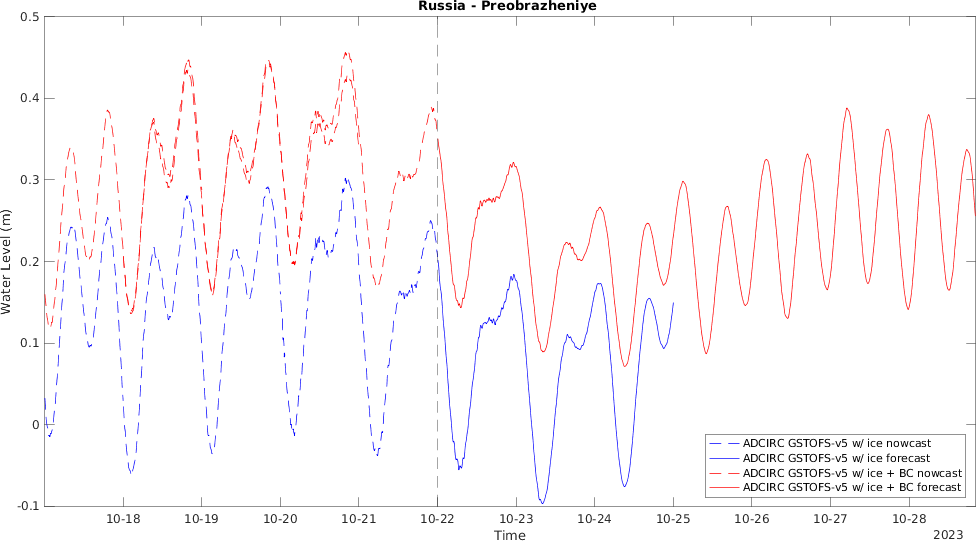 Russia - Preobrazheniye
0.5
0.4
0.3
0.2
0.1
0
-0.1
Water Level (m)
10-18 10-19 10-20 10-21 10-22 10-23 10-24 10-25 10-26 10-27 10-28
Time
2023
ADCIRC GSTOFS-v5 w/ ice nowcast
ADCIRC GSTOFS-v5 w/ ice forecast
ADCIRC GSTOFS-v5 w/ ice + BC nowcast
ADCIRC GSTOFS-v5 w/ ice + BC forecast